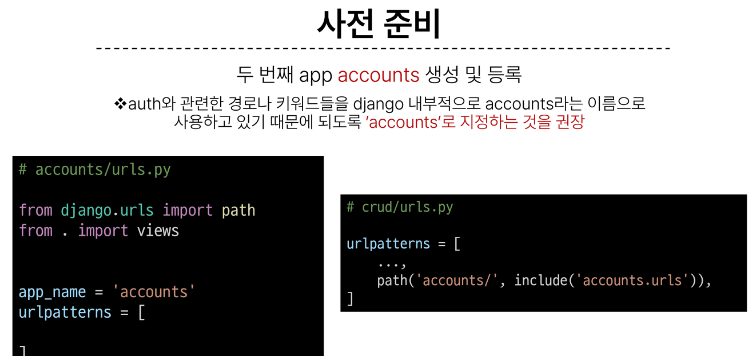 사전 준비
두 번째 app accounts 생성 및 등록
❖auth와 관련한 경로나 키워드들을 django 내부적으로 accounts라는 이름으로
사용하고 있기 때문에 되도록 'accounts'로 지정하는 것을 권장
# accounts/urls.py
from django.urls import path
from . import views
app_name = 'accounts'
urlpatterns = [
]
# crud/urls.py
urlpatterns = [
    ...,
    path('accounts/', include('accounts.urls')),
]